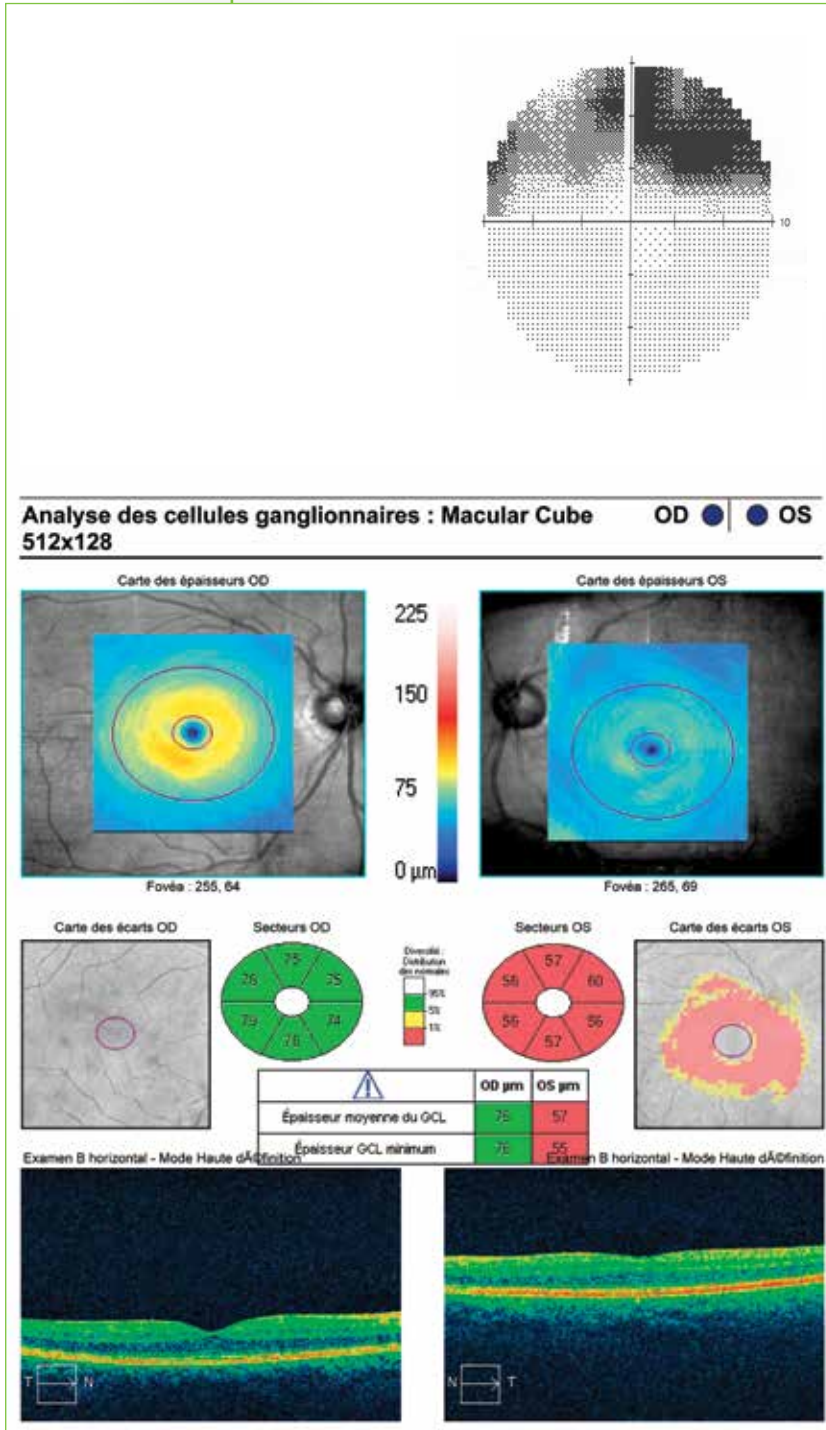 10
Analyse des cellules ganglionnaires : Macular Cube 512x128
OD OS
Carte des épaisseurs OD
Carte des épaisseurs OS
225
150
75
0 µm
Fovéa : 255, 64
Fovéa : 265, 69
Carte des écarts OD
Secteurs OD
Diversifié :
Distribution
des normales
95%
5%
1%
Secteurs OS
Carte des écarts OS
75
75
74
76
79
57
60
56
57
56
56
OD µm OS µm
Épaisseur moyenne du GCL 57
Épaisseur GCL minimum 76 55
Examen B horizontal - Mode Haute dÃ©finition
Examen B horizontal - Mode Haute dÃ©finition
T N
N T